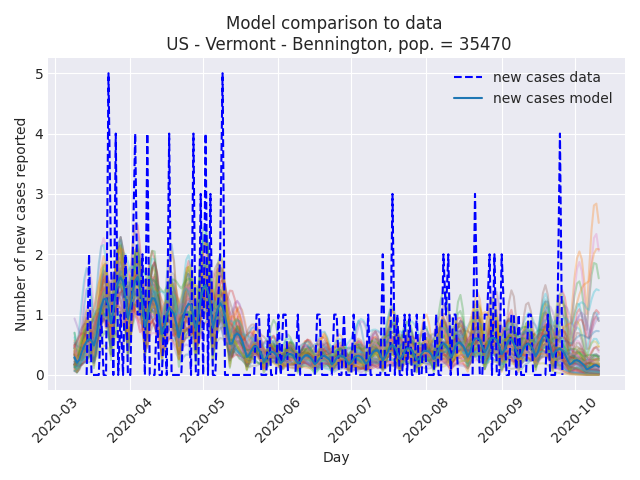 Model comparison to data
US - Vermont - Bennington, pop. = 35470
new cases data
new cases model
Number of new cases reported
5
4
3
2
1
0
2020-03
2020-04
2020-05
2020-06
2020-07
2020-08
2020-09
2020-10
Day